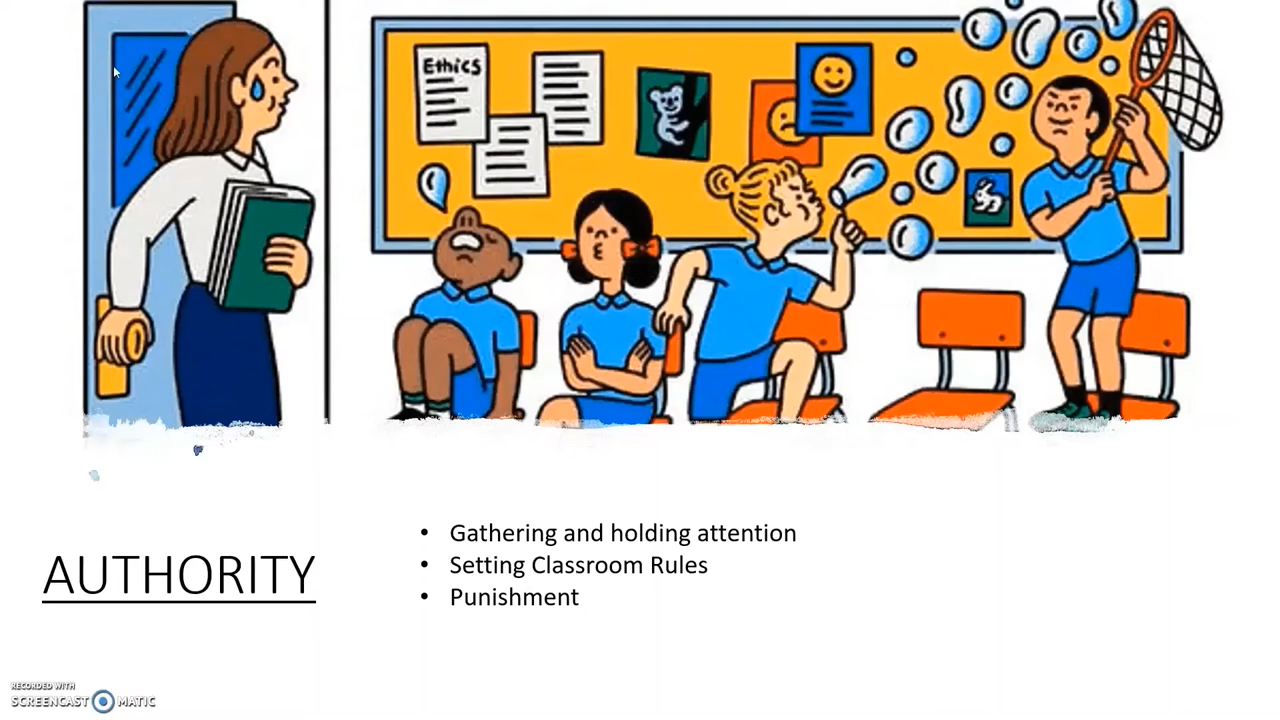 Ethics
AUTHORITY
• Gathering and holding attention
• Setting Classroom Rules
• Punishment
RECORDED WITH
SCREENCAST MATIC